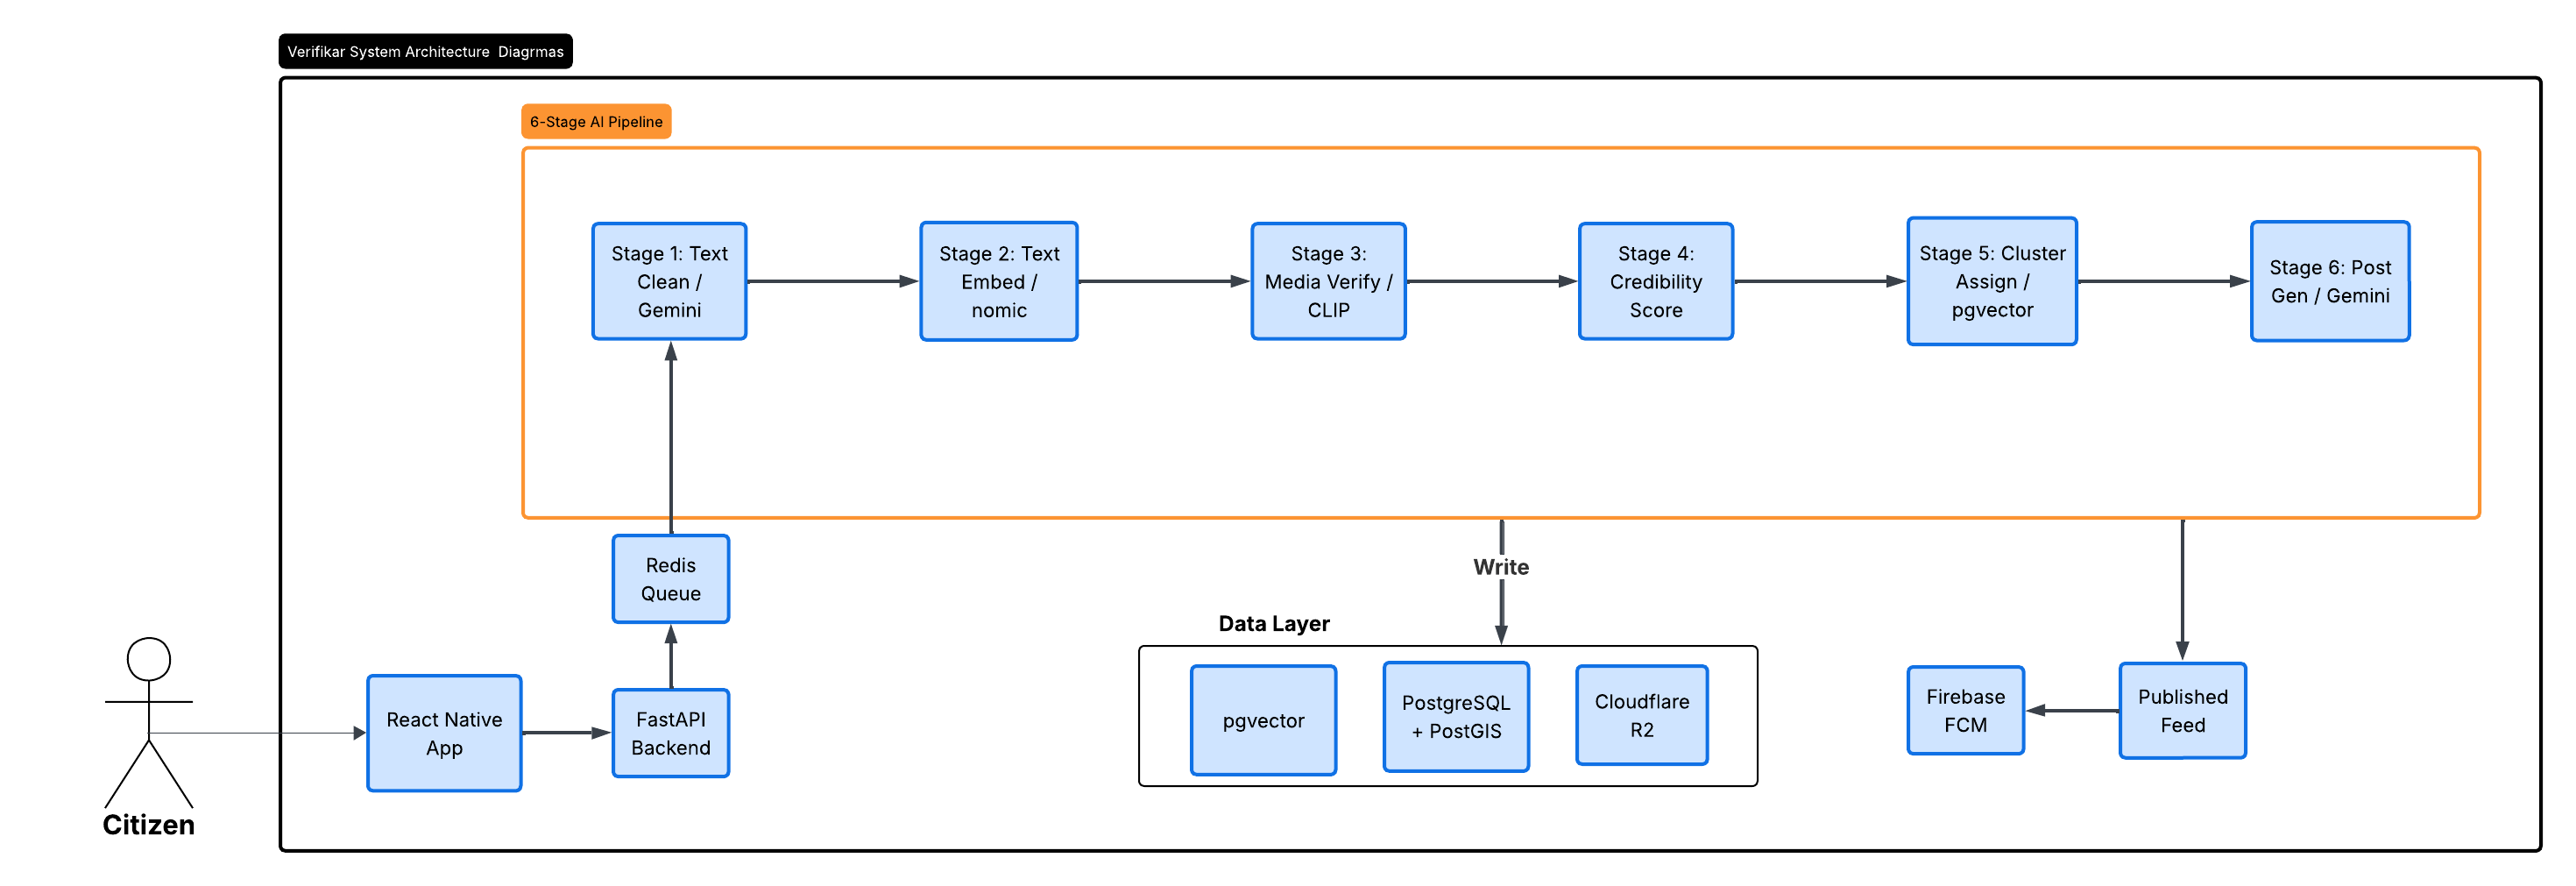 Verifikar System Architecture  Diagrmas
6-Stage AI Pipeline
Stage 1: Text
Clean /
Gemini
Stage 2: Text
Embed /
nomic
Stage 3:
Media Verify /
CLIP
Stage 4:
Credibility
Score
Stage 5: Cluster
Assign /
pgvector
Stage 6: Post
Gen / Gemini
Redis
Queue
Write
Data Layer
React Native
App
FastAPI
Backend
pgvector
PostgreSQL
+ PostGIS
Cloudflare
R2
Firebase
FCM
Published
Feed
Citizen